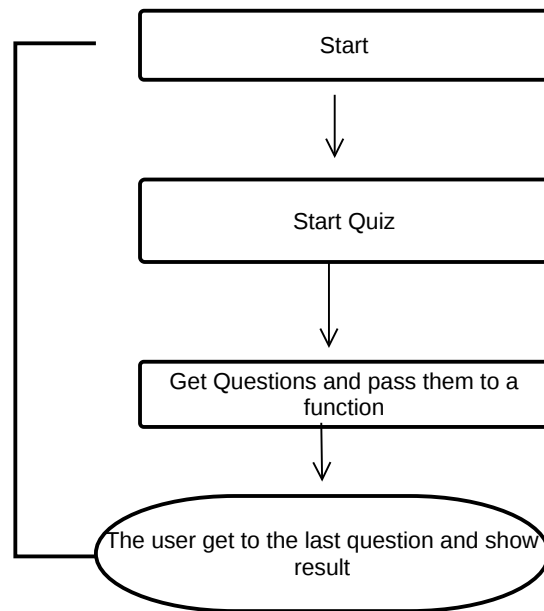 Start
Start Quiz
Get Questions and pass them to a
function
The user get to the last question and show
result